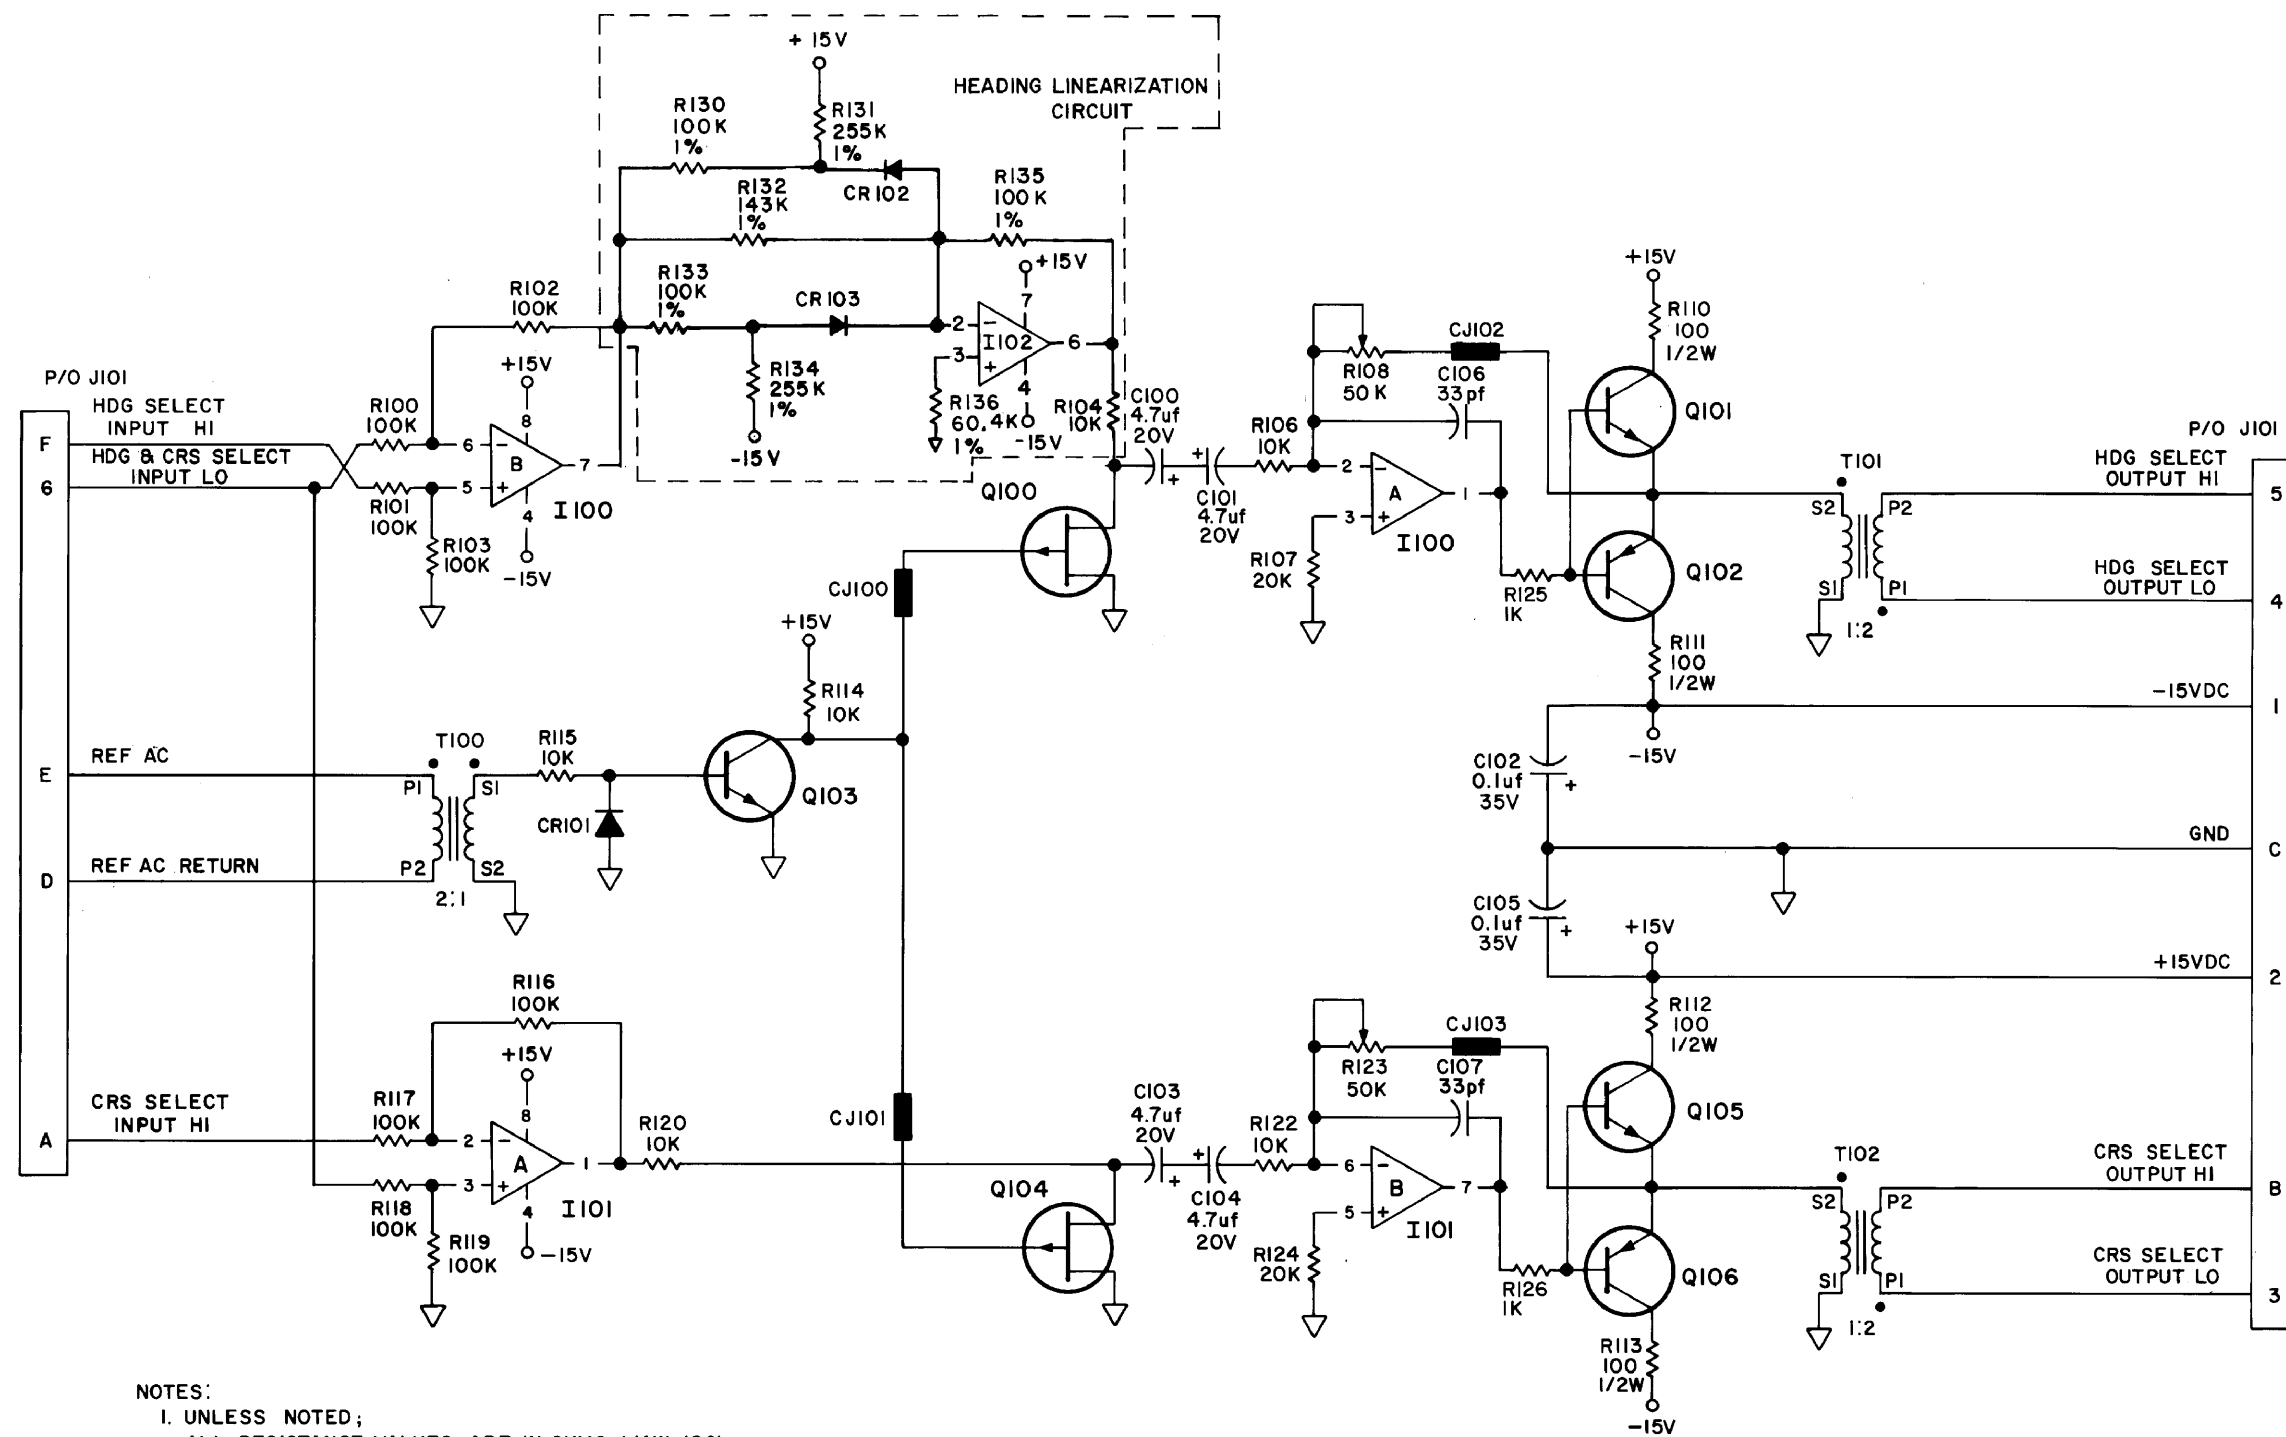 + 15V
HEADING LINEARIZATION
CIRCUIT
R130
100K
1%
R131
255K
1%
CR102
R132
143K
1%
R135
100K
1%
R133
100K
1%
CR103
+15V
7
2
-
I102
6
3
+
4
-15V
R134
255K
1%
-15V
R136
60.4K
1%
R104
10K
R102
100K
P/O J101
HDG SELECT
INPUT HI
F
HDG & CRS SELECT
INPUT LO
6
R100
100K
R101
100K
R103
100K
+15V
8
6
-
B
7
5
+
4
I100
-15V
C100
4.7uf
20V
+
+
C101
4.7uf
20V
R106
10K
R107
20K
Q100
CJ100
R108
50K
CJ102
C106
33pf
2
-
A
1
3
+
I100
R125
1K
+15V
R110
100
1/2W
Q101
Q102
R111
100
1/2W
-15V
T101
S2
P2
S1
P1
1:2
P/O J101
HDG SELECT
OUTPUT HI
5
HDG SELECT
OUTPUT LO
4
-15VDC
1
C102
0.1uf
35V
+
GND
C
C105
0.1uf
35V
+
+15V
+15VDC
2
REF AC
E
T100
P1
S1
P2
S2
2:1
REF AC RETURN
D
R115
10K
CR101
+15V
R114
10K
Q103
R116
100K
CRS SELECT
INPUT HI
A
R117
100K
R118
100K
R119
100K
+15V
8
2
-
A
1
3
+
4
I101
-15V
R120
10K
CJ101
Q104
C103
4.7uf
20V
+
+
C104
4.7uf
20V
R122
10K
R124
20K
R123
50K
CJ103
C107
33pf
6
-
B
7
5
+
I101
R126
1K
R112
100
1/2W
Q105
Q106
R113
100
1/2W
-15V
T102
S2
P2
S1
P1
1:2
CRS SELECT
OUTPUT HI
B
CRS SELECT
OUTPUT LO
3
NOTES:
1. UNLESS NOTED;